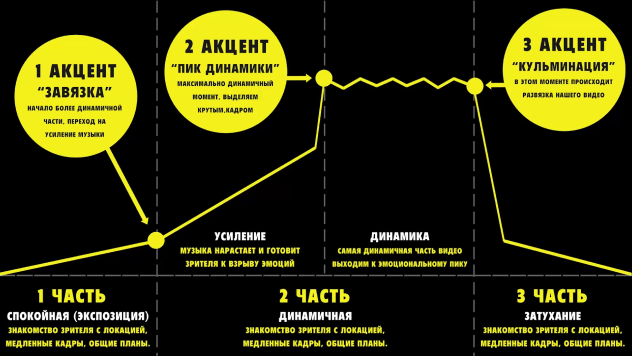 1 АКЦЕНТ
“ЗАВЯЗКА”
НАЧАЛО БОЛЕЕ ДИНАМИЧНОЙ
ЧАСТИ, ПЕРЕХОД НА
УСИЛЕНИЕ МУЗЫКИ
2 АКЦЕНТ
“ПИК ДИНАМИКИ”
МАКСИМАЛЬНО ДИНАМИЧНЫЙ
МОМЕНТ, ВЫДЕЛЯЕМ
КРУТЫМ,КАДРОМ
3 АКЦЕНТ
“КУЛЬМИНАЦИЯ”
В ЭТОМ МОМЕНТЕ ПРОИСХОДИТ
РАЗВЯЗКА НАШЕГО ВИДЕО
УСИЛЕНИЕ
МУЗЫКА НАРАСТАЕТ И ГОТОВИТ
ЗРИТЕЛЯ К ВЗРЫВУ ЭМОЦИЙ
ДИНАМИКА
САМАЯ ДИНАМИЧНАЯ ЧАСТЬ ВИДЕО
ВЫХОДИМ К ЭМОЦИОНАЛЬНОМУ ПИКУ
1 ЧАСТЬ
СПОКОЙНАЯ (ЭКСПОЗИЦИЯ)
ЗНАКОМСТВО ЗРИТЕЛЯ С ЛОКАЦИЕЙ,
МЕДЛЕННЫЕ КАДРЫ, ОБЩИЕ ПЛАНЫ.
2 ЧАСТЬ
ДИНАМИЧНАЯ
ЗНАКОМСТВО ЗРИТЕЛЯ С ЛОКАЦИЕЙ,
МЕДЛЕННЫЕ КАДРЫ, ОБЩИЕ ПЛАНЫ.
3 ЧАСТЬ
ЗАТУХАНИЕ
ЗНАКОМСТВО ЗРИТЕЛЯ С ЛОКАЦИЕЙ,
МЕДЛЕННЫЕ КАДРЫ, ОБЩИЕ ПЛАНЫ.